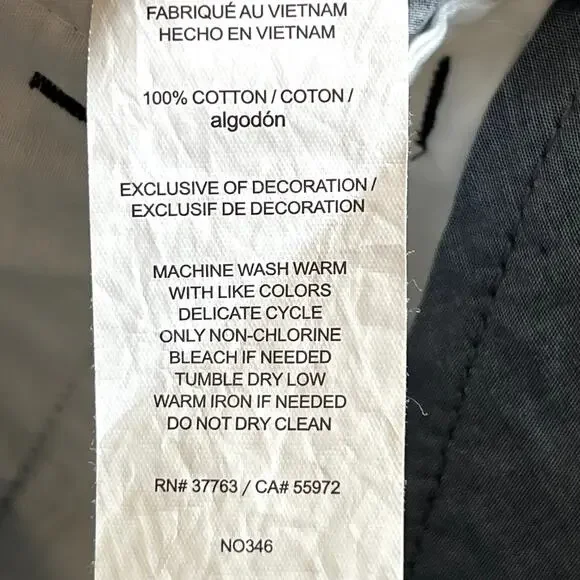 FABRIQUÉ AU VIETNAM
HECHO EN VIETNAM
100% COTTON / COTON /
algodón
EXCLUSIVE OF DECORATION /
EXCLUSIF DE DECORATION
MACHINE WASH WARM
WITH LIKE COLORS
DELICATE CYCLE
ONLY NON-CHLORINE
BLEACH IF NEEDED
TUMBLE DRY LOW
WARM IRON IF NEEDED
DO NOT DRY CLEAN
RN# 37763 / CA# 55972
NO346